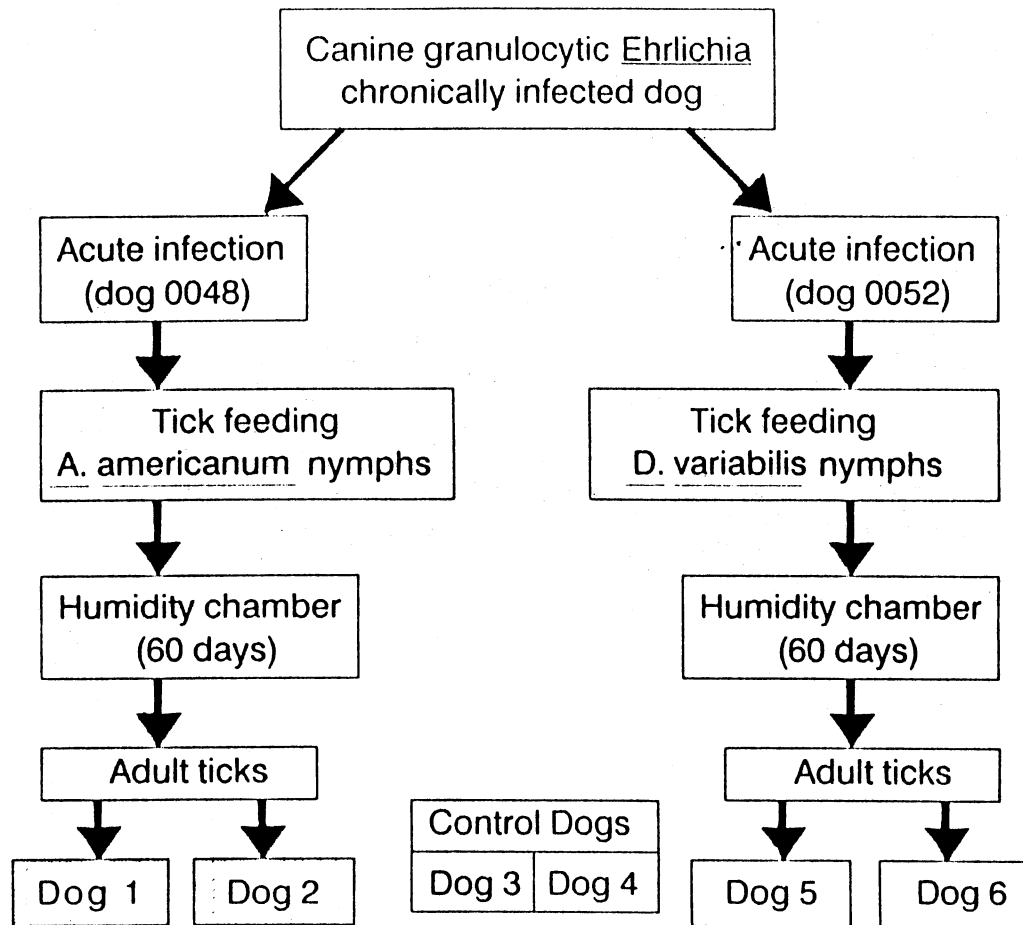 Canine granulocytic Ehrlichia
chronically infected dog
Acute infection
(dog 0048)
Acute infection
(dog 0052)
Tick feeding
A. americanum nymphs
Tick feeding
D. variabilis nymphs
Humidity chamber
(60 days)
Humidity chamber
(60 days)
Adult ticks
Adult ticks
Control Dogs
Dog 1
Dog 2
Dog 3
Dog 4
Dog 5
Dog 6